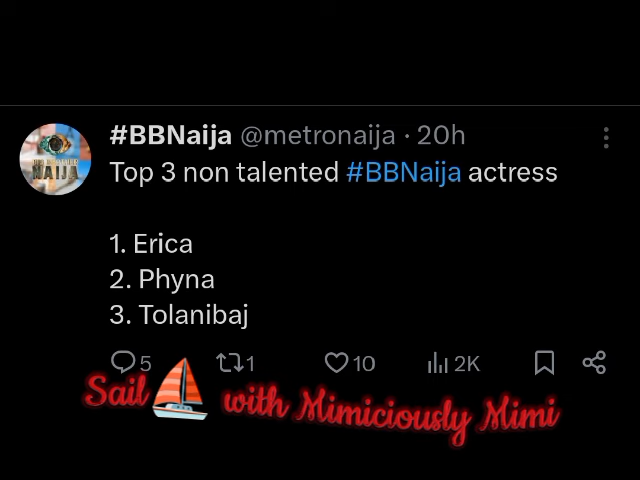 #BBNaija @metronaija · 20h
Top 3 non talented #BBNaija actress
1. Erica
2. Phyna
3. Tolanibaj
5 1 10 2K
Sail with Mimiciously Mimi
NAIJA